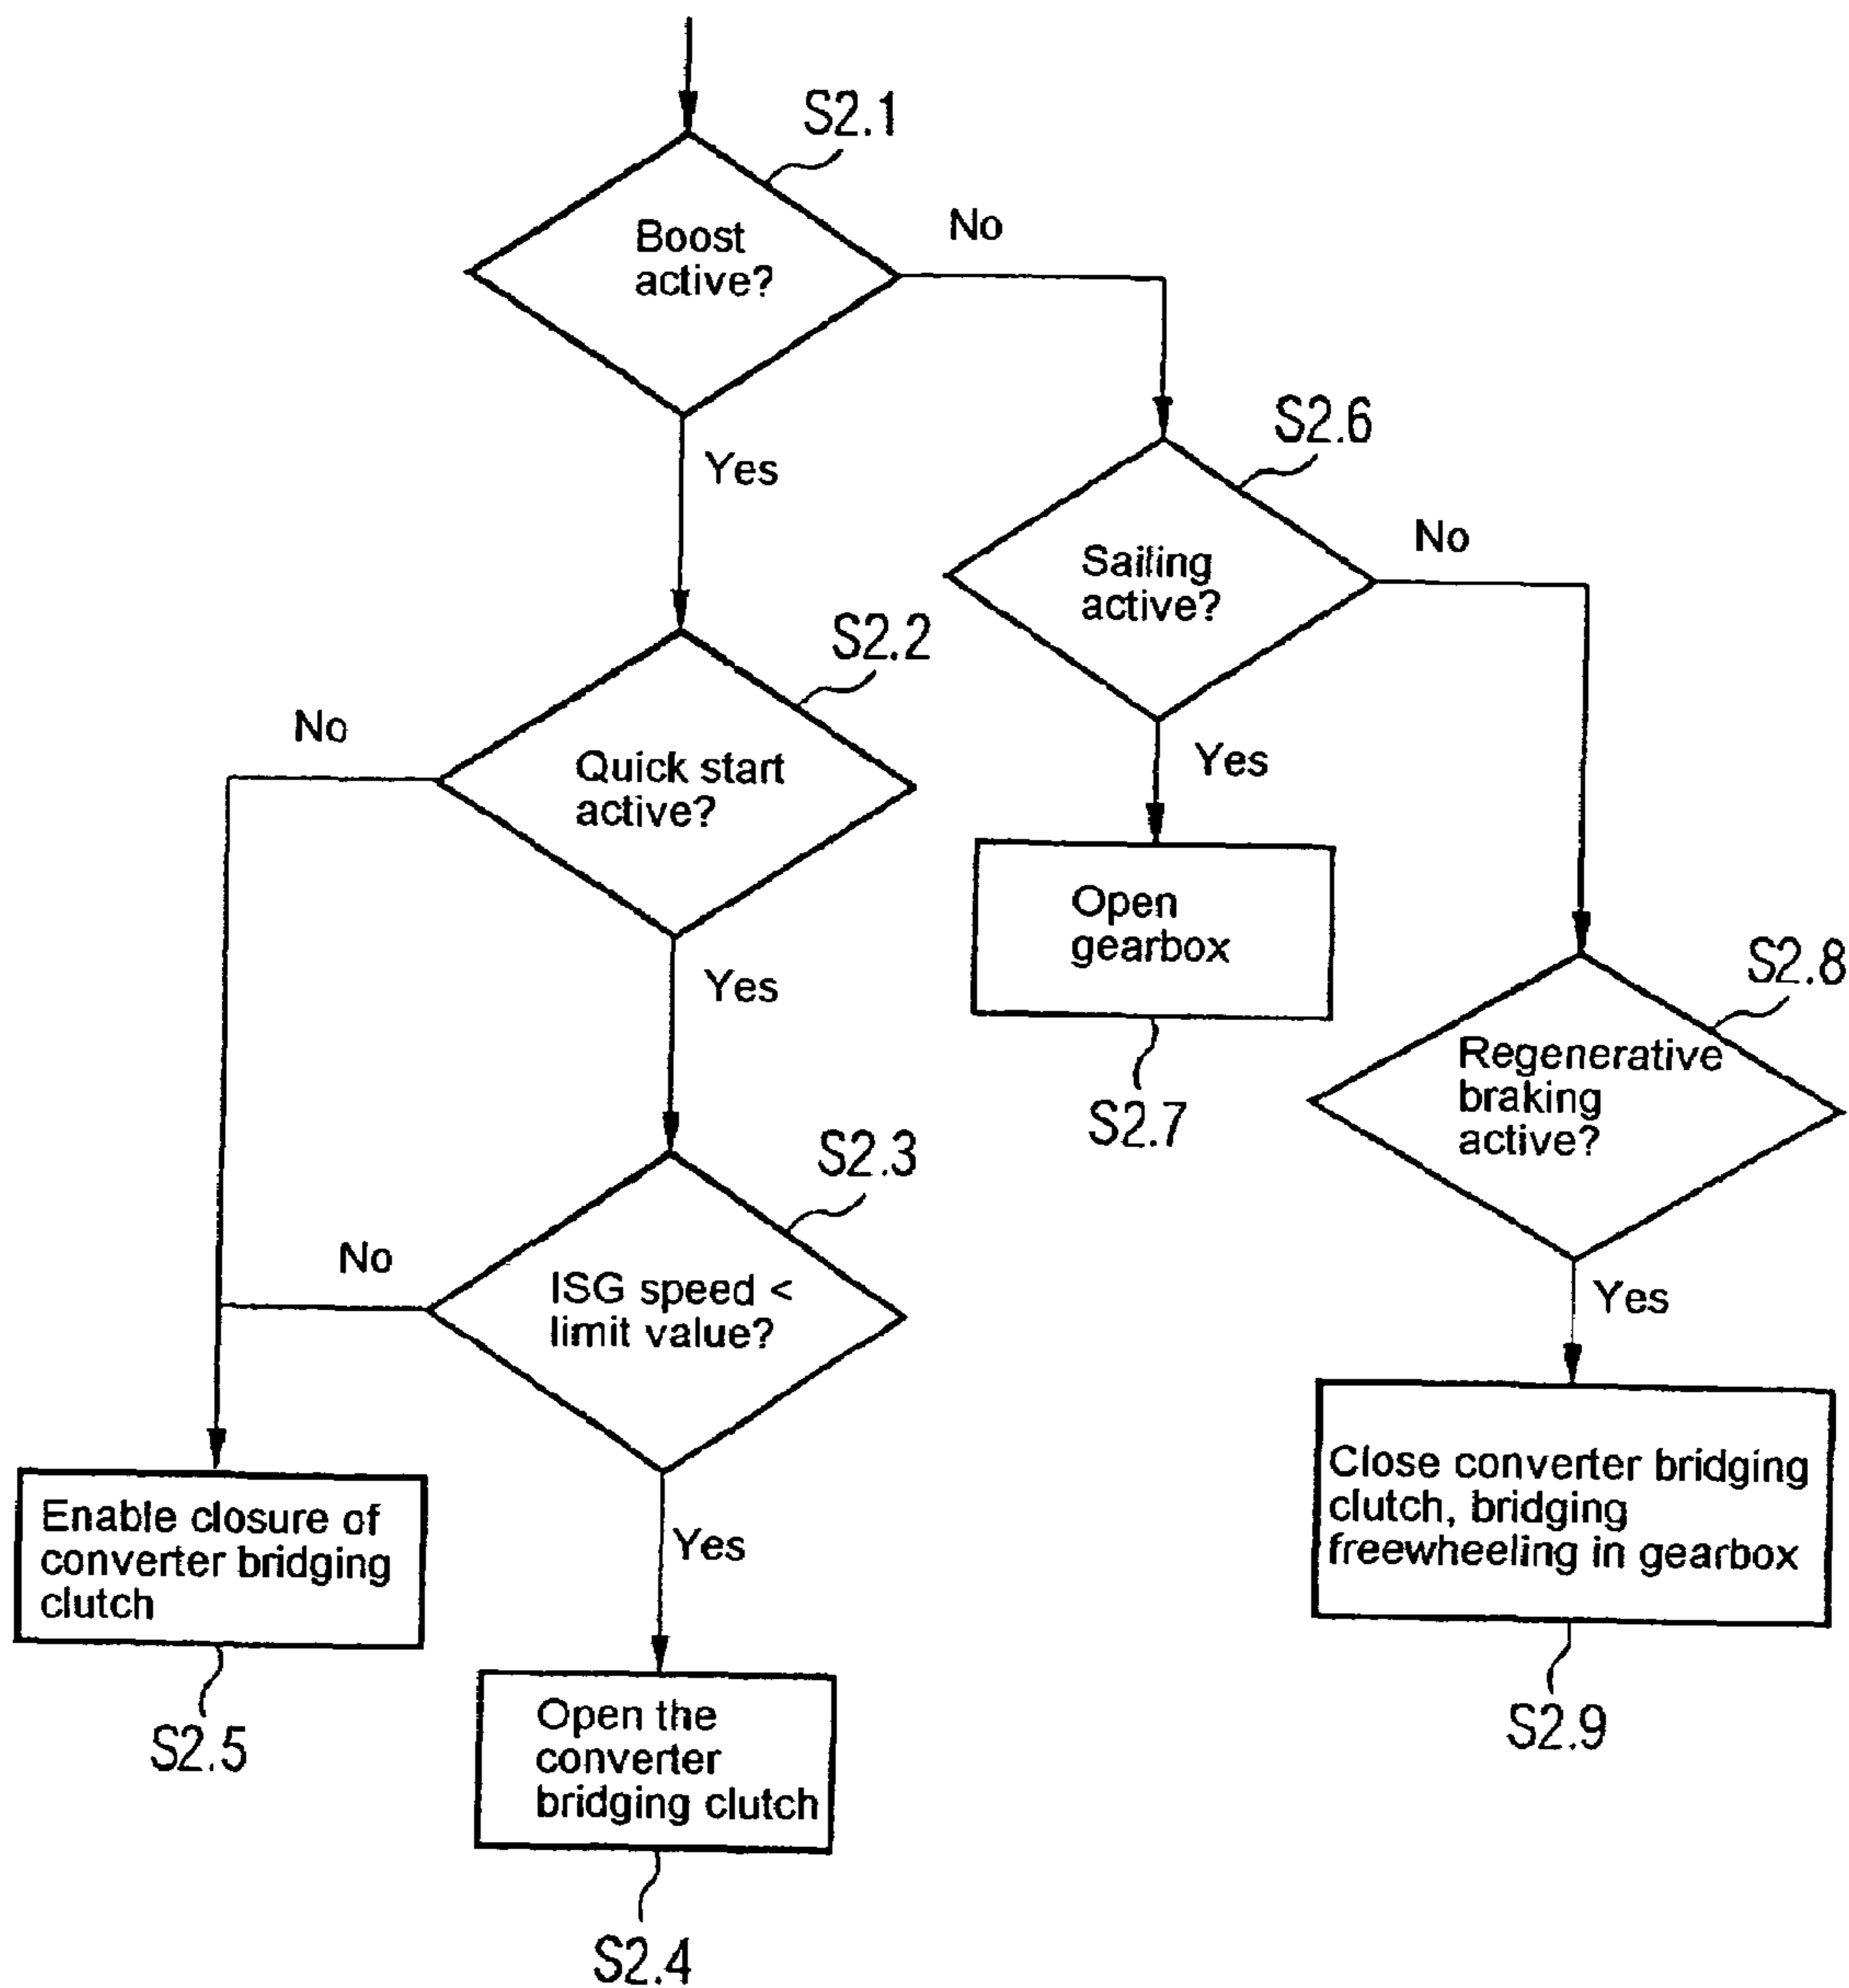 S2.1
Boost
active?
No
Yes
S2.6
Sailing
active?
No
Yes
S2.2
Quick start
active?
No
Yes
Open
gearbox
S2.7
S2.8
Regenerative
braking
active?
Yes
S2.3
ISG speed <
limit value?
No
Yes
Enable closure of
converter bridging
clutch
S2.5
Open the
converter
bridging clutch
S2.4
Close converter bridging
clutch, bridging
freewheeling in gearbox
S2.9